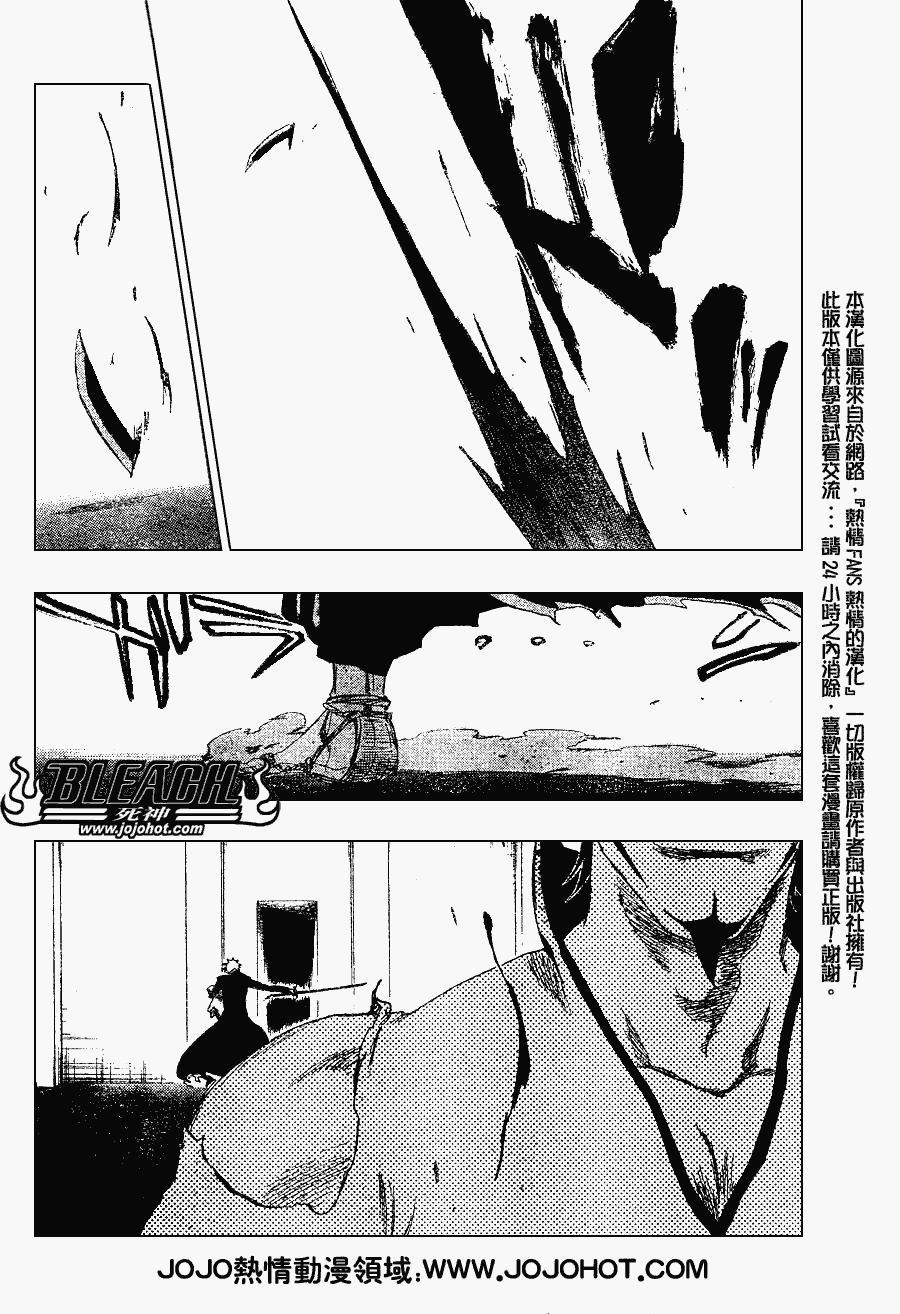 本漢化圖源來自於網路，『熱情FANS熱情的漢化』一切版權歸原作者與出版社擁有！
此版本僅供學習試看交流...請24小時之內消除，喜歡這套漫畫請購買正版！謝謝。
BLEACH
死神
www.jojohot.com
JOJO熱情動漫領域:WWW.JOJOHOT.COM